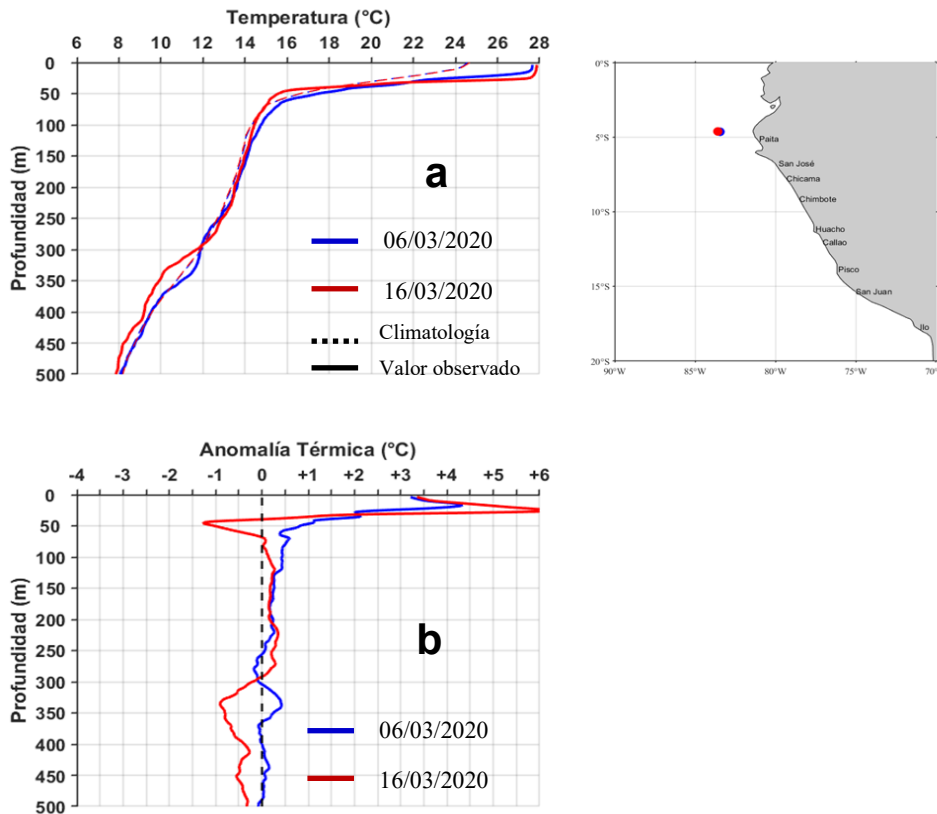 Temperatura (°C)
6 8 10 12 14 16 18 20 22 24 26 28
Profundidad (m)
0
50
100
150
200
250
300
350
400
450
500
a
06/03/2020
16/03/2020
Climatología
Valor observado
0°S
5°S
10°S
15°S
20°S
90°W 85°W 80°W 75°W 70°W
Paita
San José
Chicama
Chimbote
Huacho
Callao
Pisco
San Juan
Ilo
Anomalía Térmica (°C)
-4 -3 -2 -1 0 +1 +2 +3 +4 +5 +6
Profundidad (m)
0
50
100
150
200
250
300
350
400
450
500
b
06/03/2020
16/03/2020